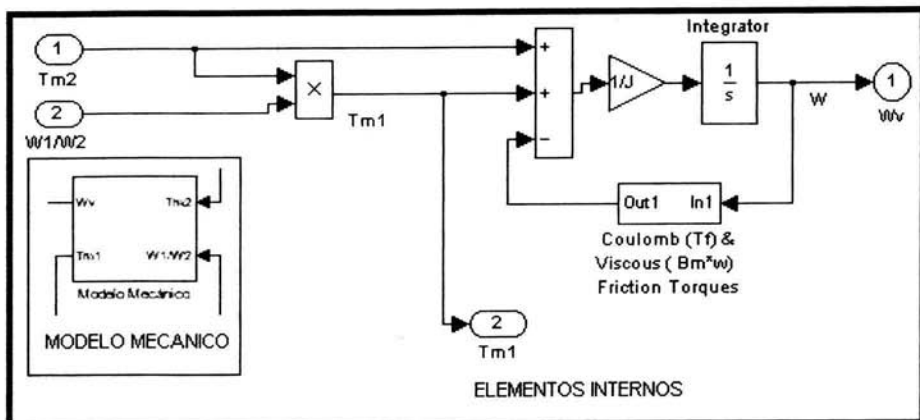 Integrator
1
Tm2
+
+
−
1/J
1
s
W
1
Wv
2
W1/W2
×
Tm1
Out1 In1
Coulomb (Tf) &
Viscous ( Bm*w)
Friction Torques
Wv
Tm2
Tm1
W1/W2
Modelo Mecánico
MODELO MECANICO
2
Tm1
ELEMENTOS INTERNOS